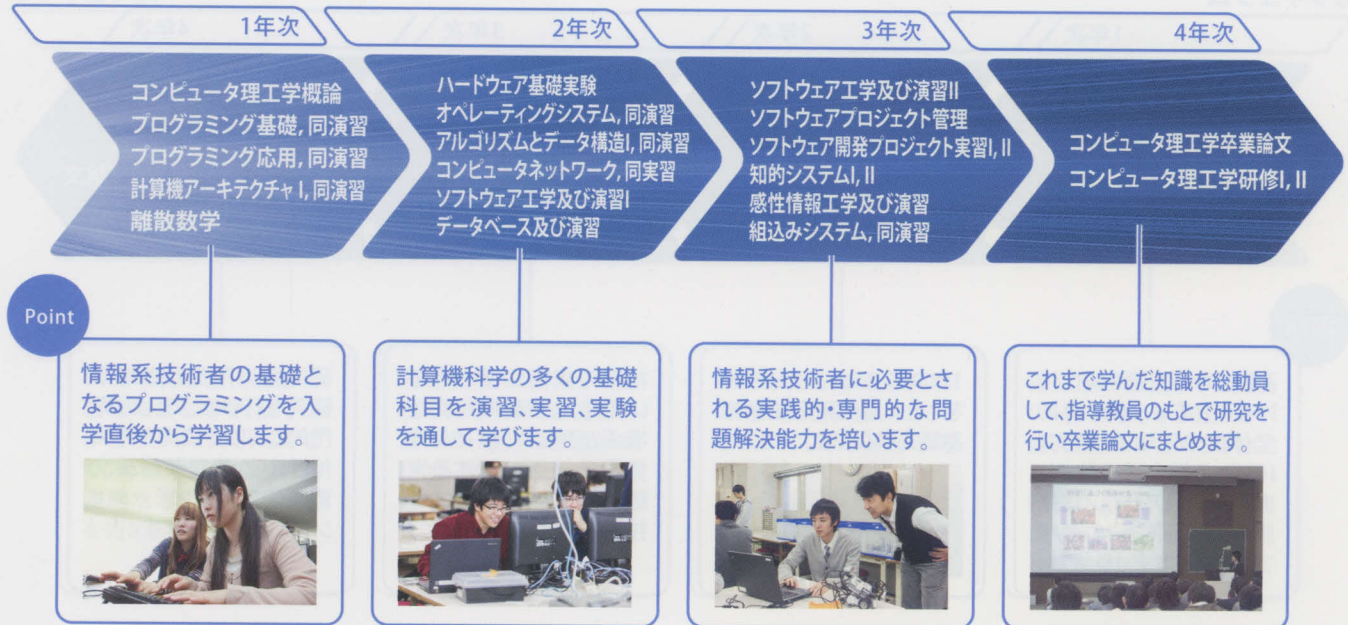 1年次
コンピュータ理工学概論
プログラミング基礎, 同演習
プログラミング応用, 同演習
計算機アーキテクチャ I, 同演習
離散数学
2年次
ハードウェア基礎実験
オペレーティングシステム, 同演習
アルゴリズムとデータ構造I, 同演習
コンピュータネットワーク, 同実習
ソフトウェア工学及び演習I
データベース及び演習
3年次
ソフトウェア工学及び演習II
ソフトウェアプロジェクト管理
ソフトウェア開発プロジェクト実習I, II
知的システムI, II
感性情報工学及び演習
組込みシステム, 同演習
4年次
コンピュータ理工学卒業論文
コンピュータ理工学研修I, II
Point
情報系技術者の基礎と
なるプログラミングを入
学直後から学習します。
計算機科学の多くの基礎
科目を演習、実習、実験
を通して学びます。
情報系技術者に必要とさ
れる実践的・専門的な問
題解決能力を培います。
これまで学んだ知識を総動員
して、指導教員のもとで研究を
行い卒業論文にまとめます。